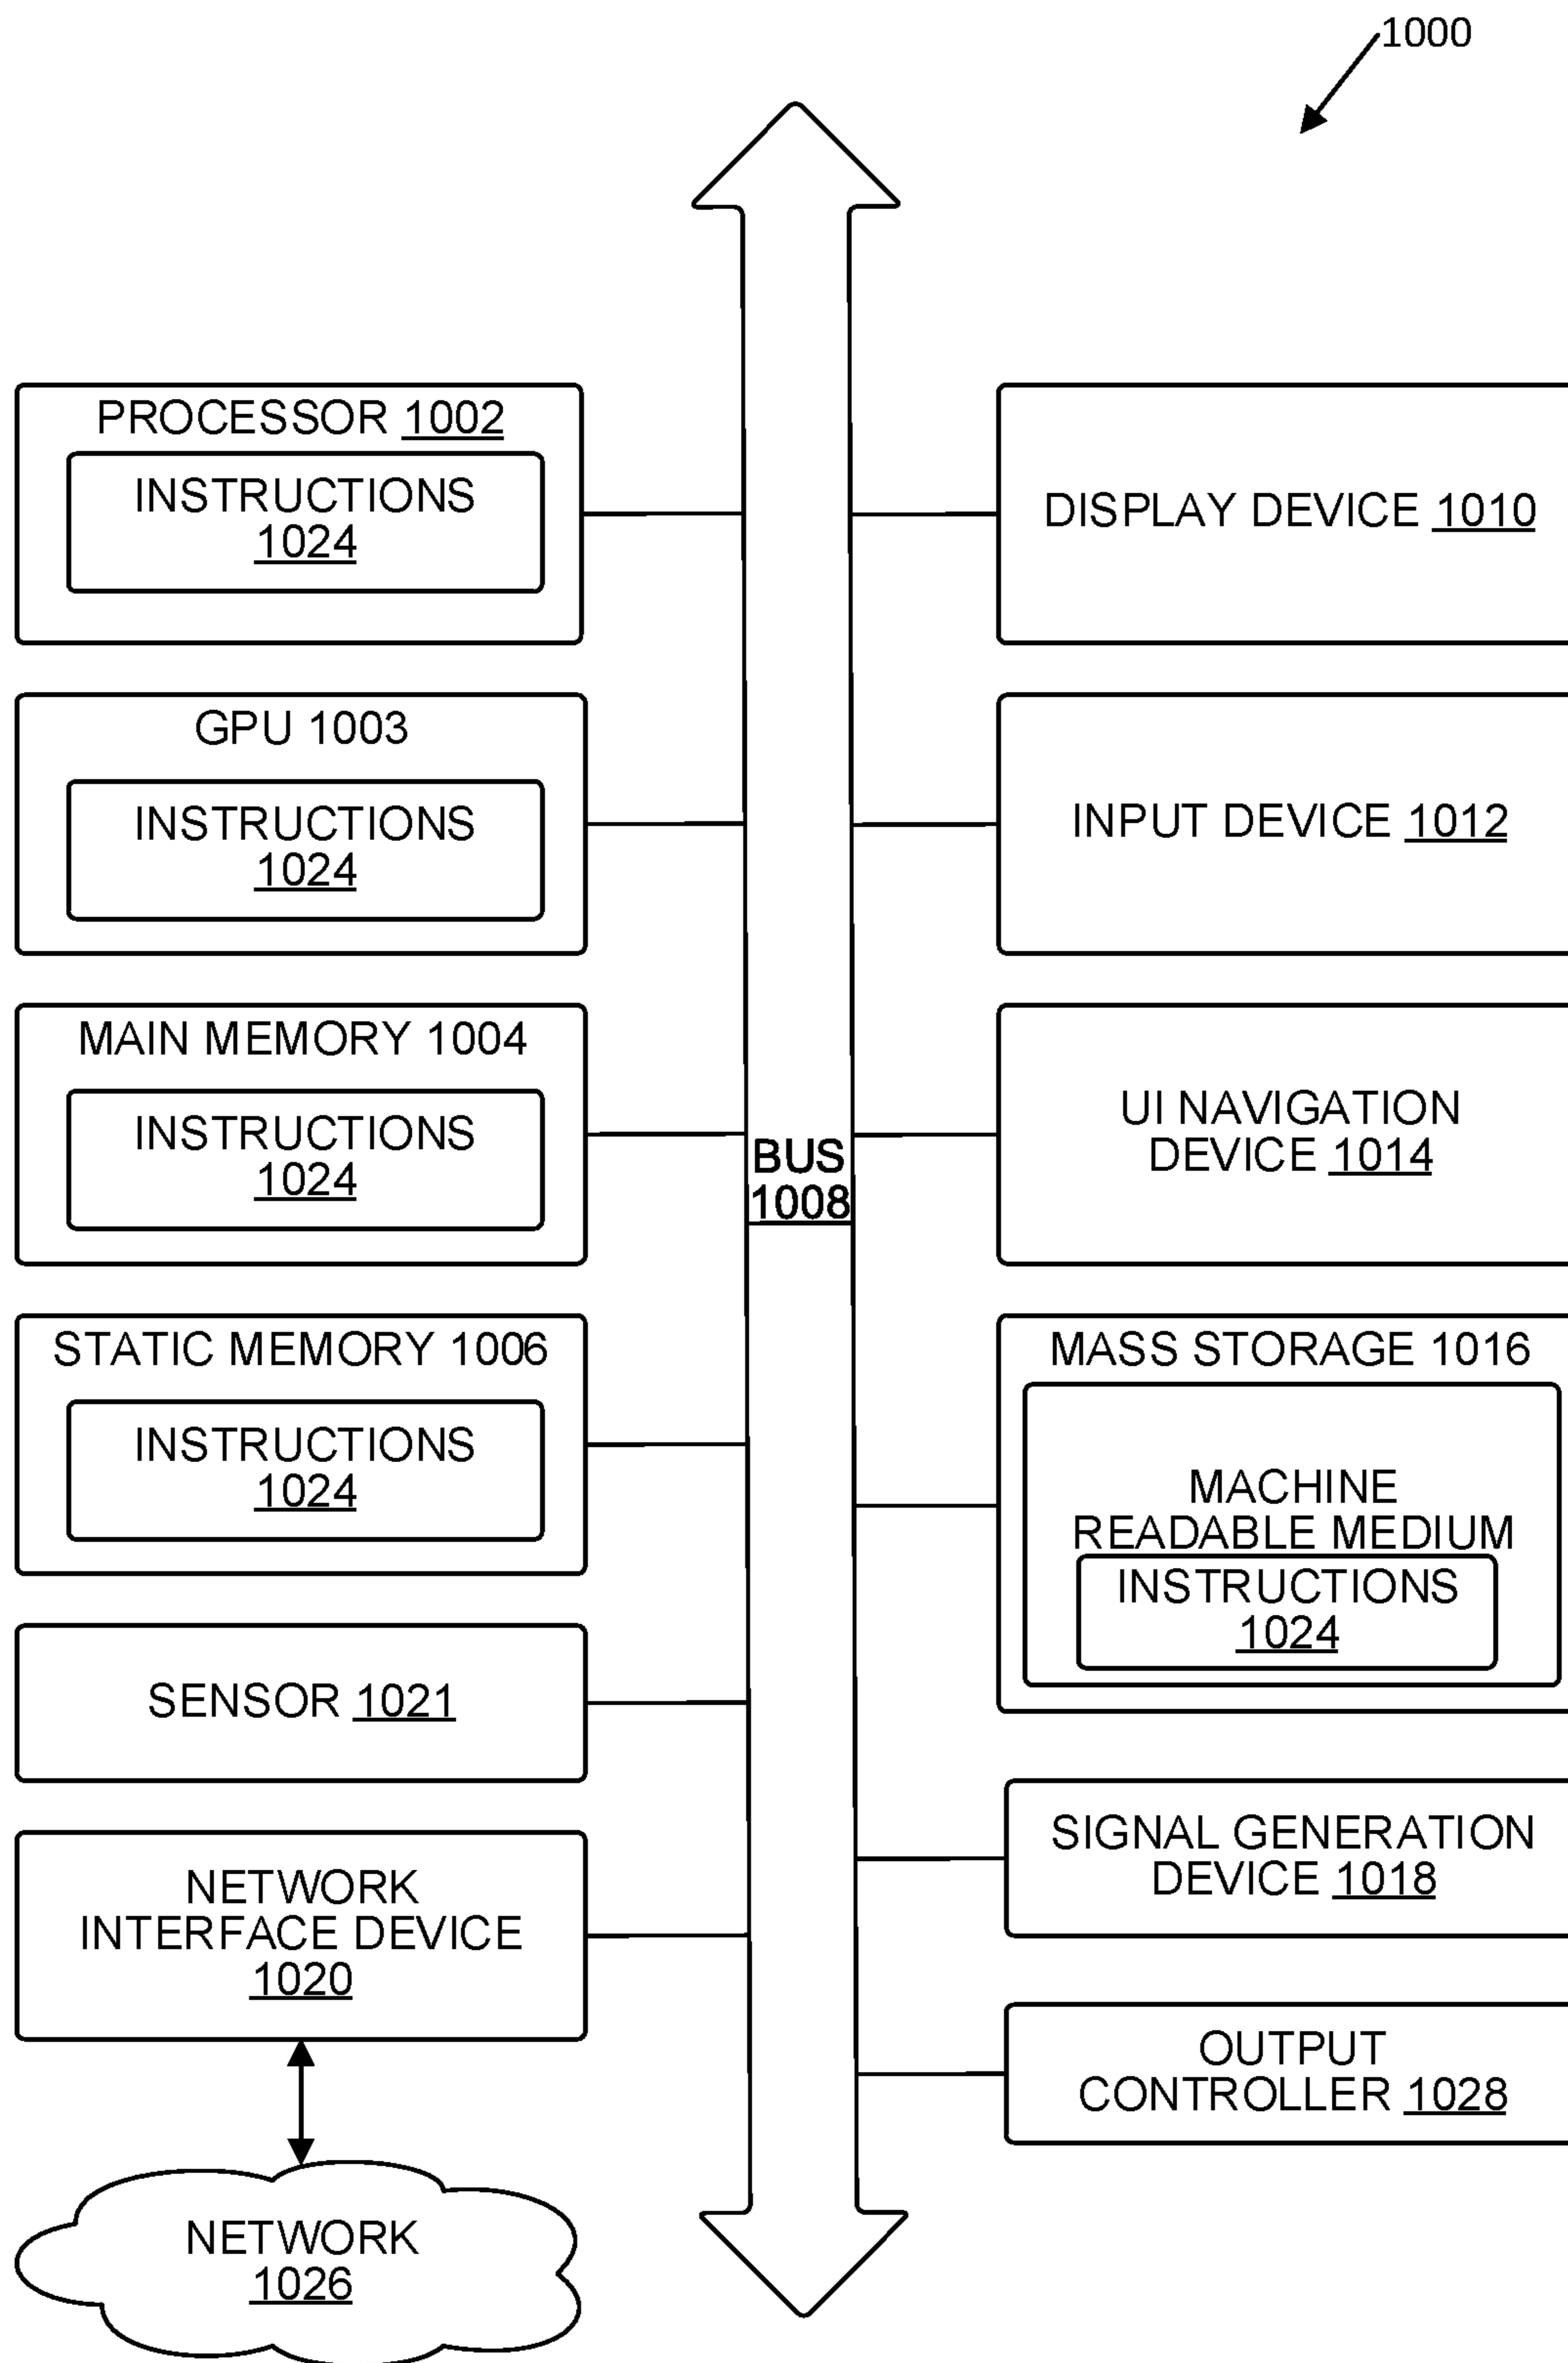 1000
PROCESSOR 1002
INSTRUCTIONS
1024
GPU 1003
INSTRUCTIONS
1024
MAIN MEMORY 1004
INSTRUCTIONS
1024
STATIC MEMORY 1006
INSTRUCTIONS
1024
SENSOR 1021
NETWORK
INTERFACE DEVICE
1020
NETWORK
1026
BUS
1008
DISPLAY DEVICE 1010
INPUT DEVICE 1012
UI NAVIGATION
DEVICE 1014
MASS STORAGE 1016
MACHINE
READABLE MEDIUM
INSTRUCTIONS
1024
SIGNAL GENERATION
DEVICE 1018
OUTPUT
CONTROLLER 1028